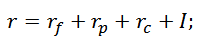 r = r_f + r_p + r_c + I;